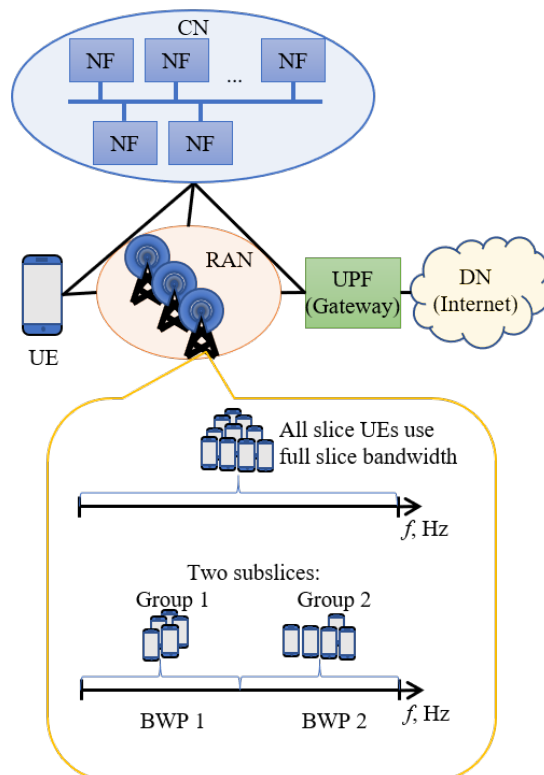 CN
NF NF ... NF
NF NF
RAN
UE
UPF
(Gateway)
DN
(Internet)
All slice UEs use
full slice bandwidth
f, Hz
Two subslices:
Group 1 Group 2
f, Hz
BWP 1 BWP 2